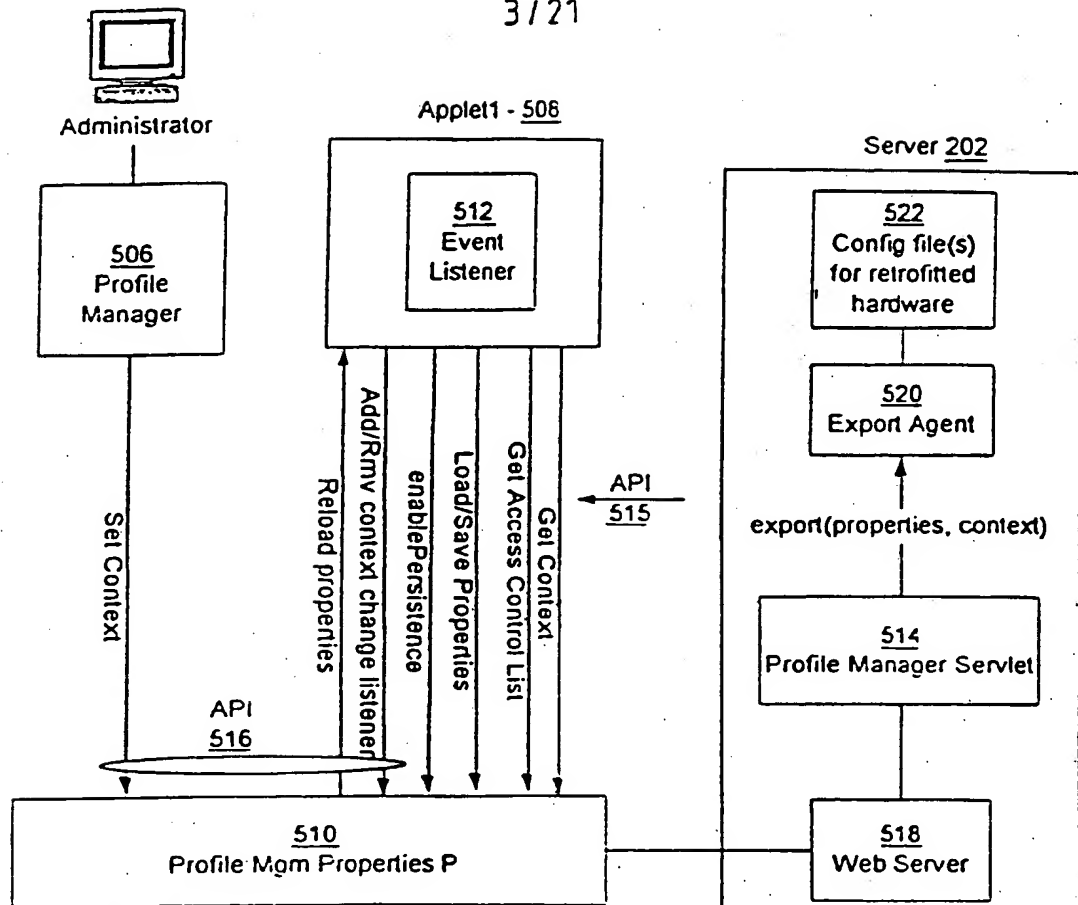 3/21
Administrator
Applet1 - 508
Server 202
506
Profile
Manager
512
Event
Listener
522
Config file(s)
for retrofitted
hardware
520
Export Agent
Set Context
Reload properties
Add/Rmv context change listener
enablePersistence
Load/Save Properties
Get Access Control List
Get Context
API
515
export(properties, context)
514
Profile Manager Servlet
API
516
510
Profile Mgm Properties P
518
Web Server